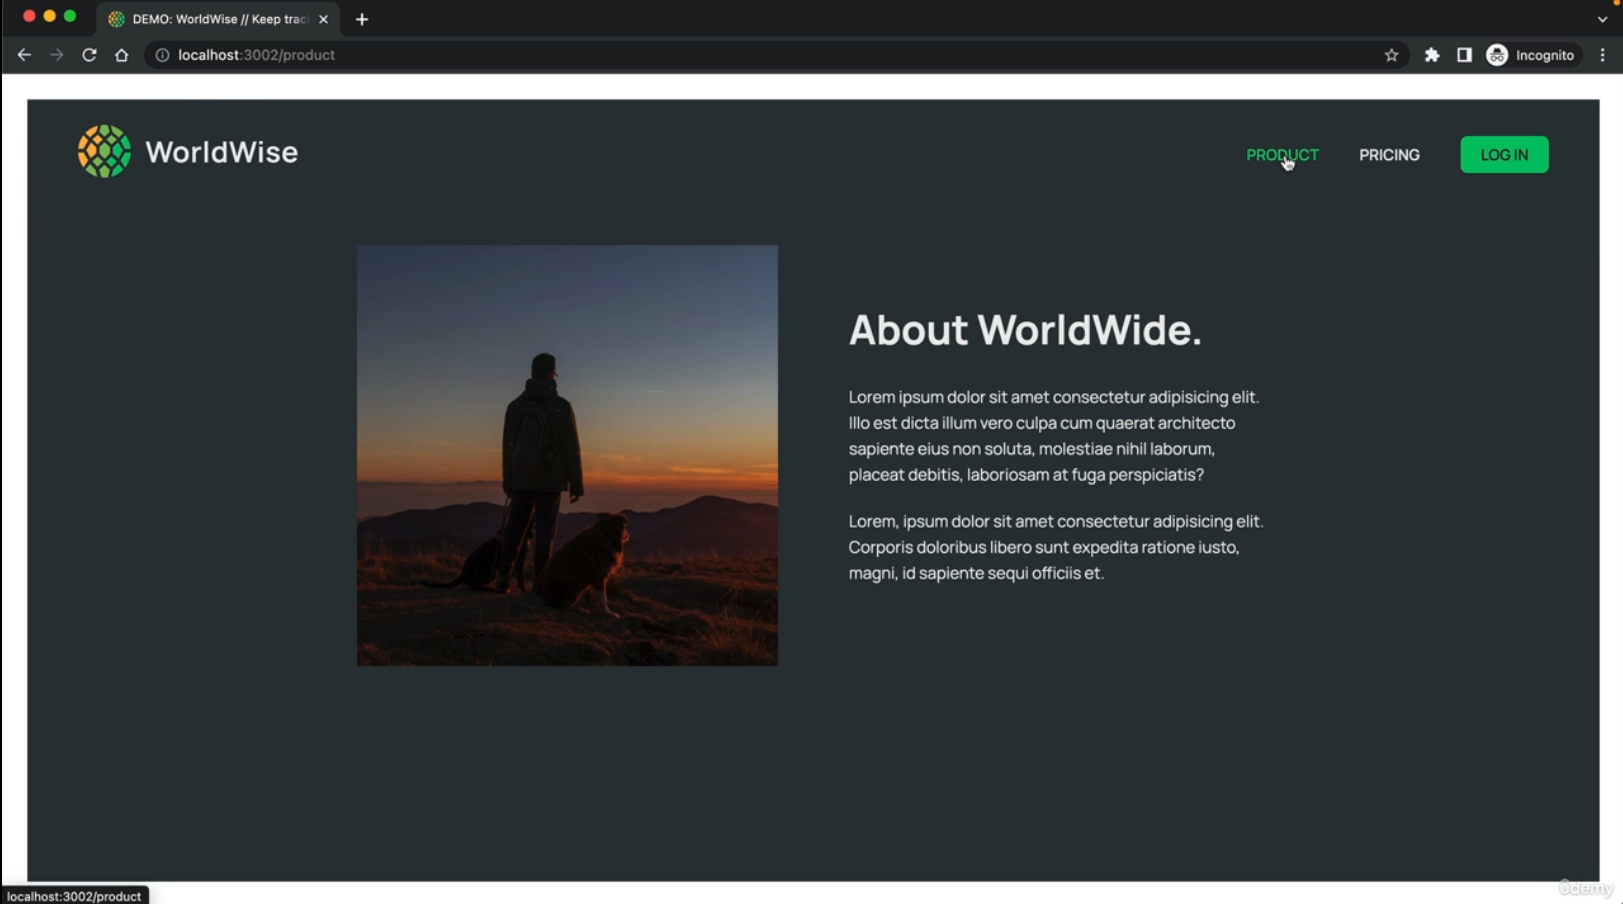 DEMO: WorldWise // Keep trac
localhost:3002/product
Incognito
WorldWise
PRODUCT
PRICING
LOG IN
About WorldWide.
Lorem ipsum dolor sit amet consectetur adipisicing elit.
Illo est dicta illum vero culpa cum quaerat architecto
sapiente eius non soluta, molestiae nihil laborum,
placeat debitis, laboriosam at fuga perspiciatis?
Lorem, ipsum dolor sit amet consectetur adipisicing elit.
Corporis doloribus libero sunt expedita ratione iusto,
magni, id sapiente sequi officiis et.
localhost:3002/product
ûdemy